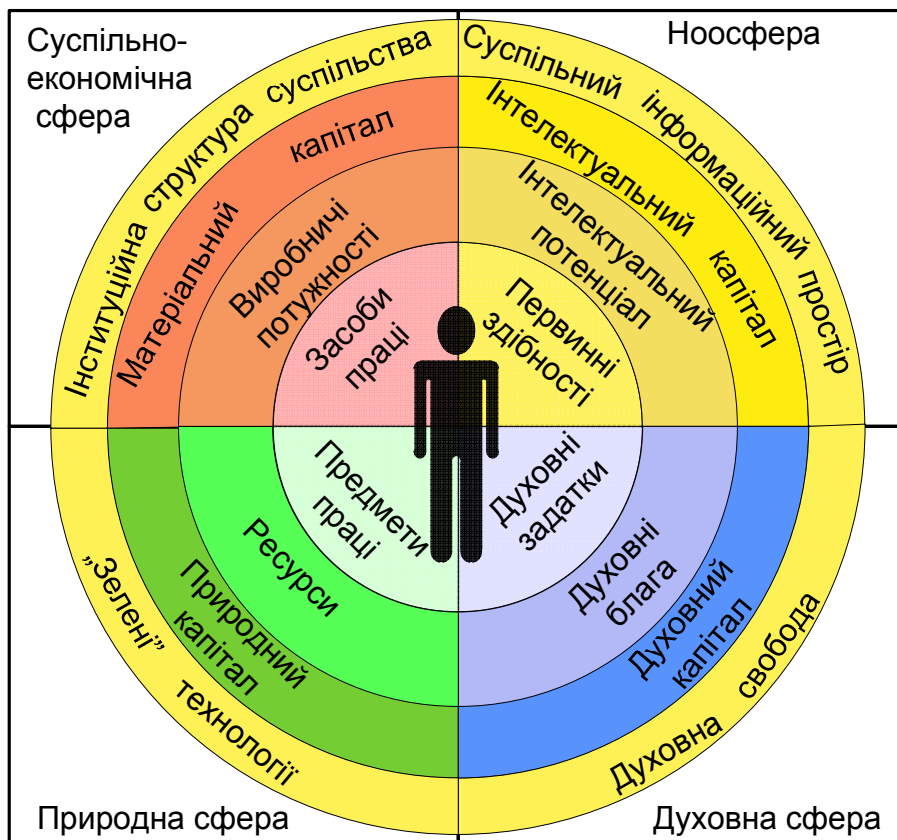 Суспільно-
економічна
сфера
Ноосфера
Інституційна структура суспільства
Суспільний інформаційний простір
Матеріальний капітал
Інтелектуальний капітал
Виробничі
потужності
Інтелектуальний
потенціал
Засоби
праці
Первинні
здібності
Предмети
праці
Духовні
задатки
Ресурси
Духовні
блага
Природний
капітал
Духовний
капітал
„Зелені” технології
Духовна свобода
Природна сфера
Духовна сфера